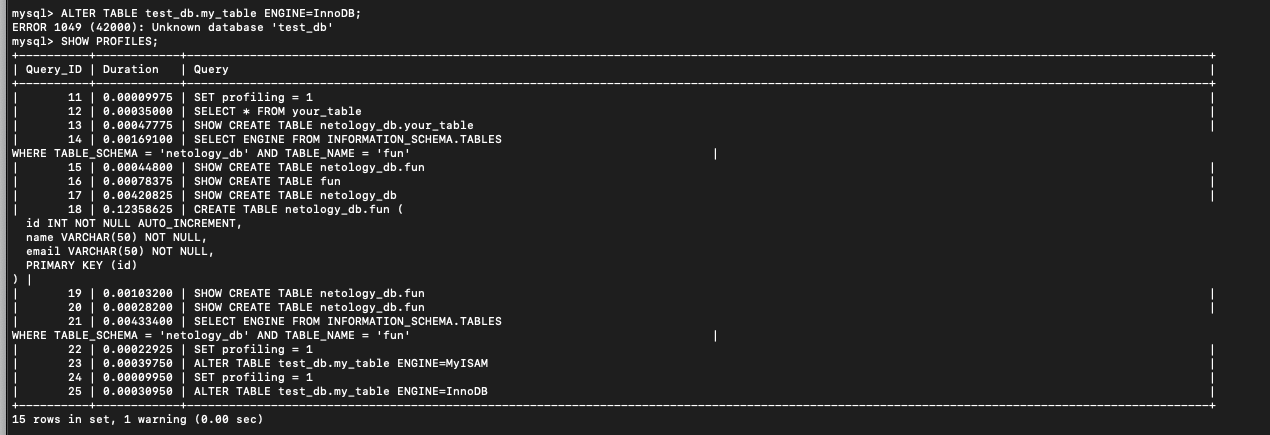 mysql> ALTER TABLE test_db.my_table ENGINE=InnoDB;
ERROR 1049 (42000): Unknown database 'test_db'
mysql> SHOW PROFILES;
+----------+------------+------------------------------------------------------------+
| Query_ID | Duration   | Query |
+----------+------------+------------------------------------------------------------+
|       11 | 0.00009975 | SET profiling = 1 |
|       12 | 0.00035000 | SELECT * FROM your_table |
|       13 | 0.00047775 | SHOW CREATE TABLE netology_db.your_table |
|       14 | 0.00169100 | SELECT ENGINE FROM INFORMATION_SCHEMA.TABLES
WHERE TABLE_SCHEMA = 'netology_db' AND TABLE_NAME = 'fun' |
|       15 | 0.00044800 | SHOW CREATE TABLE netology_db.fun |
|       16 | 0.00078375 | SHOW CREATE TABLE fun |
|       17 | 0.00420825 | SHOW CREATE TABLE netology_db |
|       18 | 0.12358625 | CREATE TABLE netology_db.fun (
  id INT NOT NULL AUTO_INCREMENT,
  name VARCHAR(50) NOT NULL,
  email VARCHAR(50) NOT NULL,
  PRIMARY KEY (id)
) |
|       19 | 0.00103200 | SHOW CREATE TABLE netology_db.fun |
|       20 | 0.00028200 | SHOW CREATE TABLE netology_db.fun |
|       21 | 0.00433400 | SELECT ENGINE FROM INFORMATION_SCHEMA.TABLES
WHERE TABLE_SCHEMA = 'netology_db' AND TABLE_NAME = 'fun' |
|       22 | 0.00022925 | SET profiling = 1 |
|       23 | 0.00039750 | ALTER TABLE test_db.my_table ENGINE=MyISAM |
|       24 | 0.00009950 | SET profiling = 1 |
|       25 | 0.00030950 | ALTER TABLE test_db.my_table ENGINE=InnoDB |
+----------+------------+------------------------------------------------------------+
15 rows in set, 1 warning (0.00 sec)